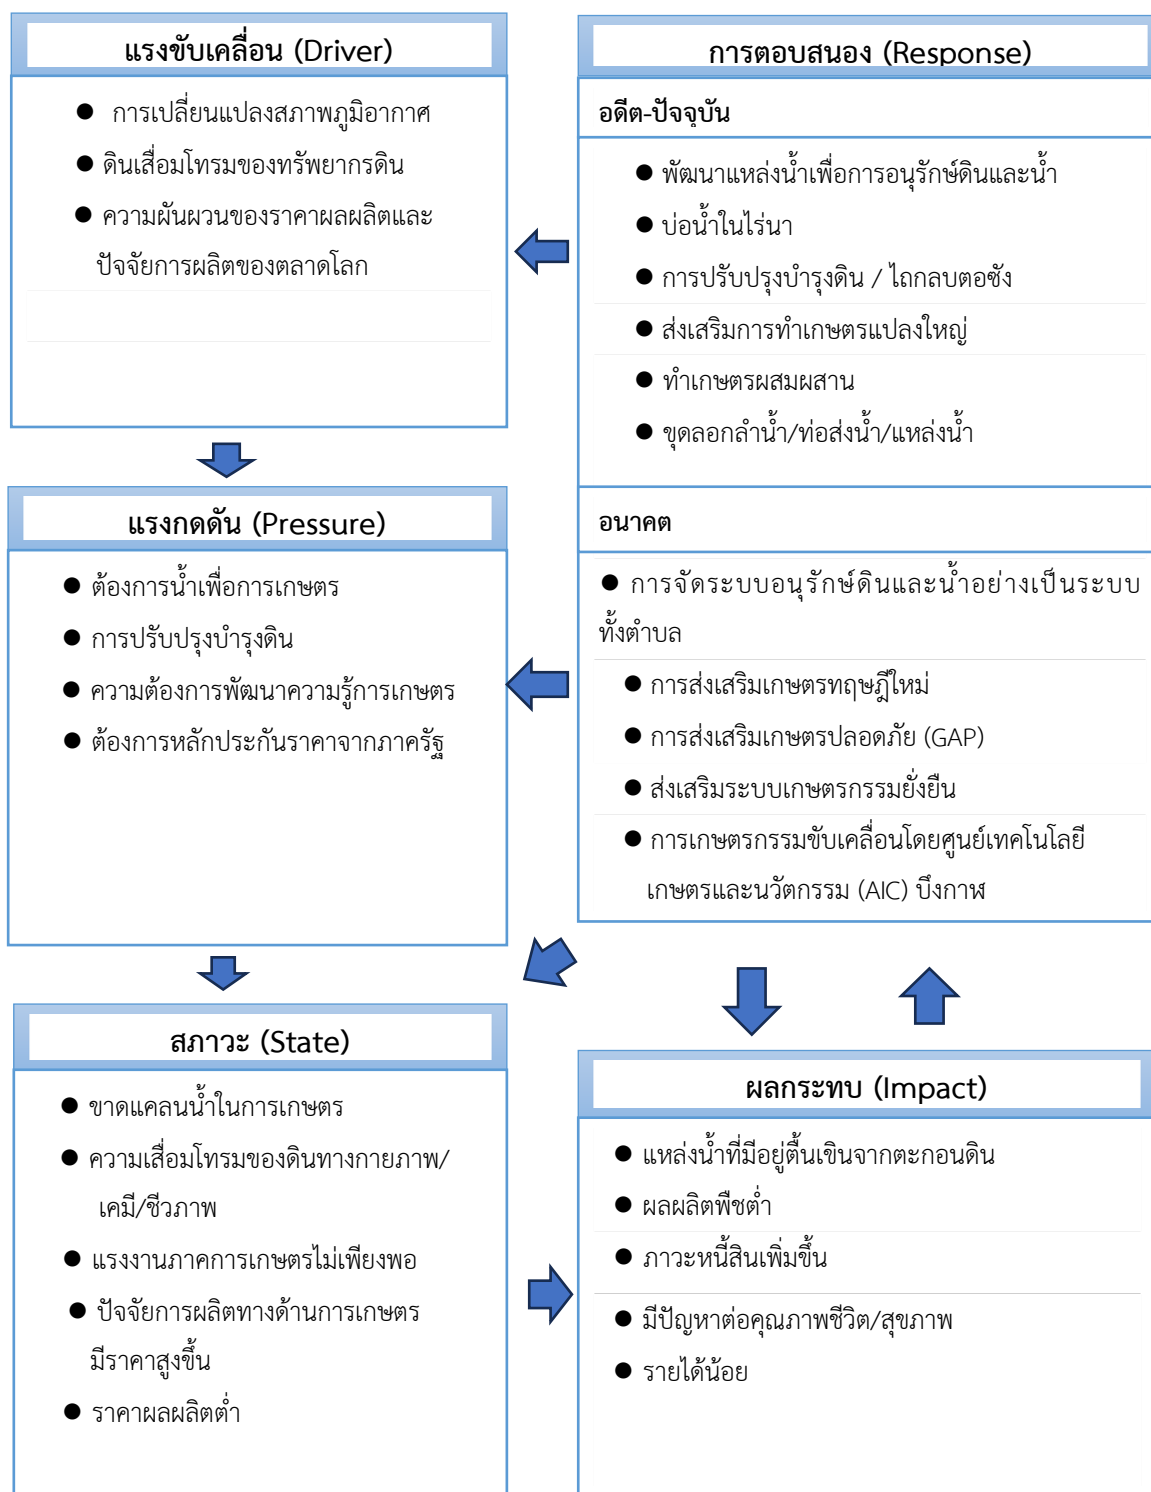 แรงขับเคลื่อน (Driver)
● การเปลี่ยนแปลงสภาพภูมิอากาศ
● ดินเสื่อมโทรมของทรัพยากรดิน
● ความผันผวนของราคาผลผลิตและ
ปัจจัยการผลิตของตลาดโลก
แรงกดดัน (Pressure)
● ต้องการน้ำเพื่อการเกษตร
● การปรับปรุงบำรุงดิน
● ความต้องการพัฒนาความรู้การเกษตร
● ต้องการหลักประกันราคาจากภาครัฐ
สภาวะ (State)
● ขาดแคลนน้ำในการเกษตร
● ความเสื่อมโทรมของดินทางกายภาพ/
เคมี/ชีวภาพ
● แรงงานภาคการเกษตรไม่เพียงพอ
● ปัจจัยการผลิตทางด้านการเกษตร
มีราคาสูงขึ้น
● ราคาผลผลิตต่ำ
การตอบสนอง (Response)
อดีต-ปัจจุบัน
● พัฒนาแหล่งน้ำเพื่อการอนุรักษ์ดินและน้ำ
● บ่อน้ำในไร่นา
● การปรับปรุงบำรุงดิน / ไถกลบตอซัง
● ส่งเสริมการทำเกษตรแปลงใหญ่
● ทำเกษตรผสมผสาน
● ขุดลอกลำน้ำ/ท่อส่งน้ำ/แหล่งน้ำ
อนาคต
● การจัดระบบอนุรักษ์ดินและน้ำอย่างเป็นระบบ
ทั้งตำบล
● การส่งเสริมเกษตรทฤษฎีใหม่
● การส่งเสริมเกษตรปลอดภัย (GAP)
● ส่งเสริมระบบเกษตรกรรมยั่งยืน
● การเกษตรกรรมขับเคลื่อนโดยศูนย์เทคโนโลยี
เกษตรและนวัตกรรม (AIC) บึงกาฬ
ผลกระทบ (Impact)
● แหล่งน้ำที่มีอยู่ตื้นเขินจากตะกอนดิน
● ผลผลิตพืชต่ำ
● ภาวะหนี้สินเพิ่มขึ้น
● มีปัญหาต่อคุณภาพชีวิต/สุขภาพ
● รายได้น้อย